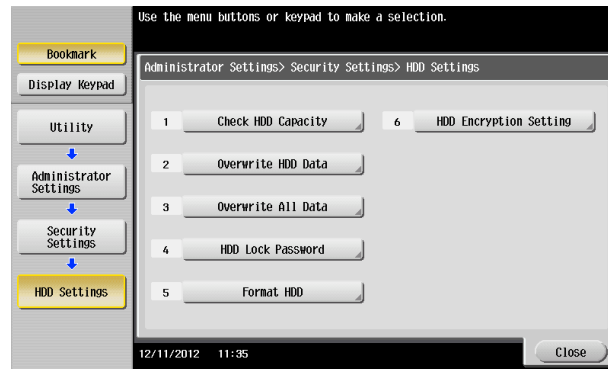 Use the menu buttons or keypad to make a selection.
Bookmark
Display Keypad
Utility
Administrator
Settings
Security
Settings
HDD Settings
Administrator Settings> Security Settings> HDD Settings
1 Check HDD Capacity
2 Overwrite HDD Data
3 Overwrite All Data
4 HDD Lock Password
5 Format HDD
6 HDD Encryption Setting
12/11/2012 11:35
Close